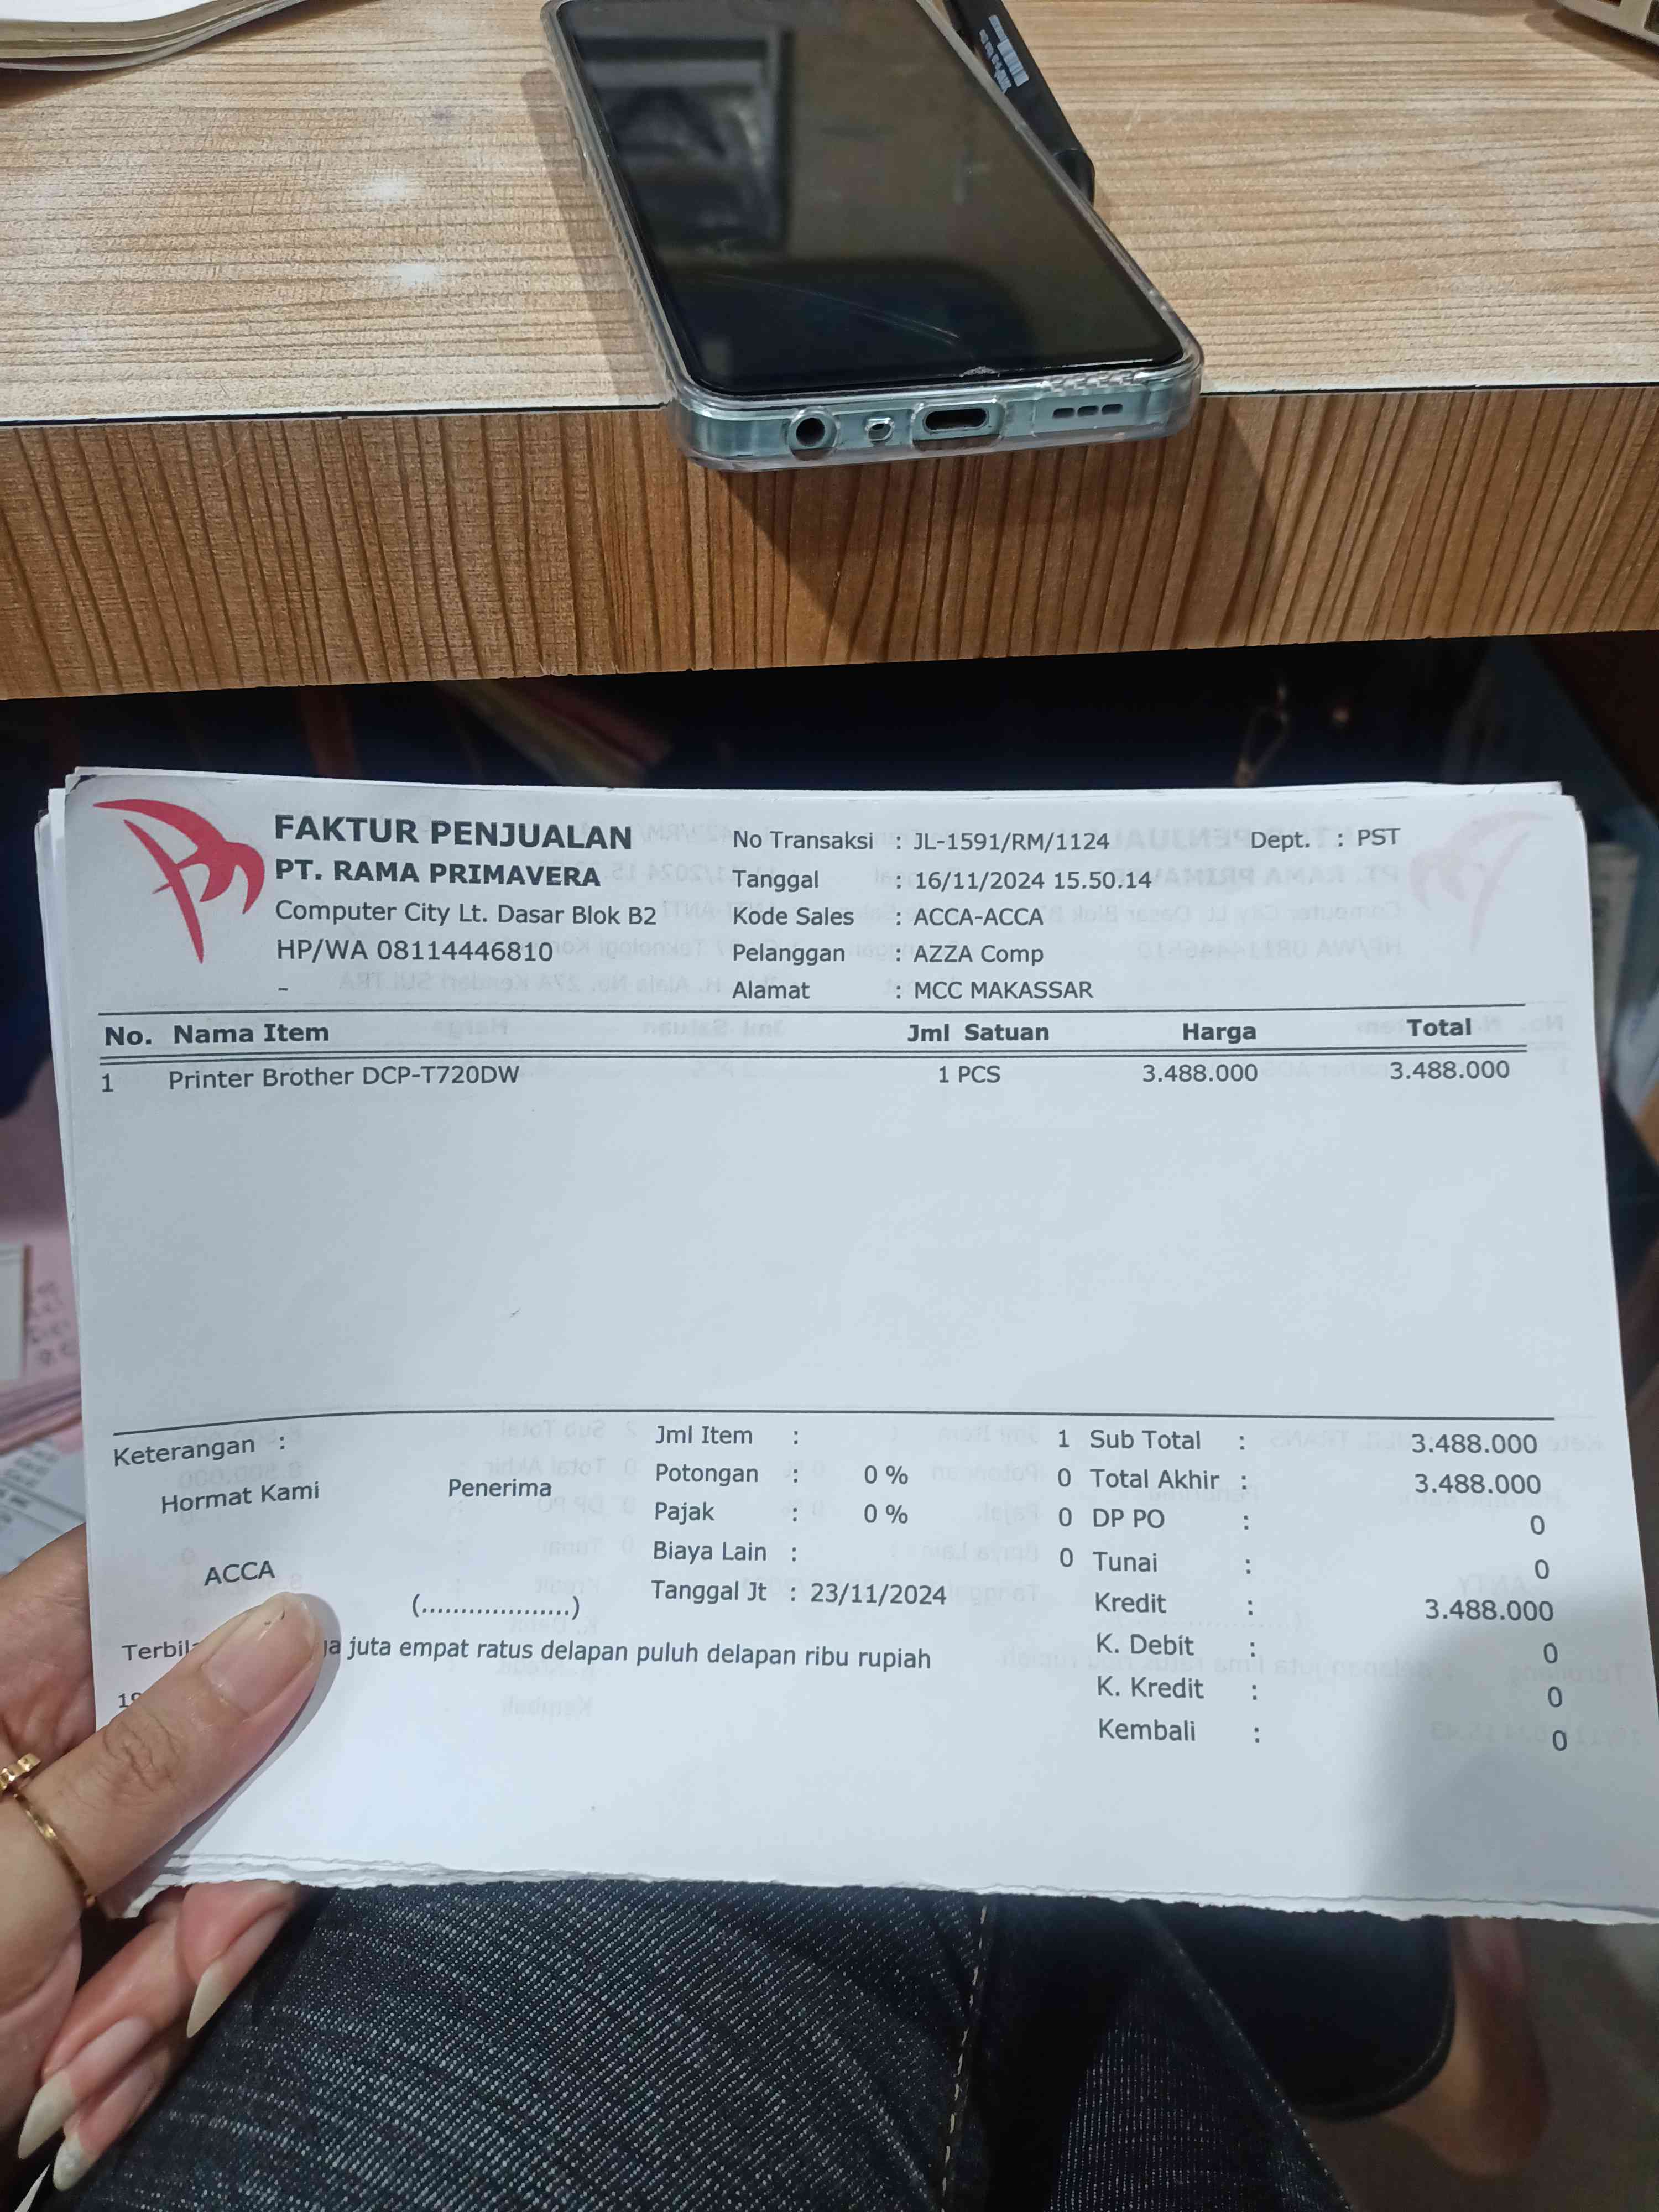 FAKTUR PENJUALAN
PT. RAMA PRIMAVERA
Computer City Lt. Dasar Blok B2
HP/WA 08114446810
-
No Transaksi : JL-1591/RM/1124 Dept. : PST
Tanggal : 16/11/2024 15.50.14
Kode Sales : ACCA-ACCA
Pelanggan : AZZA Comp
Alamat : MCC MAKASSAR
No. Nama Item Jml Satuan Harga Total
1 Printer Brother DCP-T720DW 1 PCS 3.488.000 3.488.000
Keterangan :
Hormat Kami Penerima
ACCA
(...................)
Jml Item : 1
Potongan : 0 % 0
Pajak : 0 % 0
Biaya Lain : 0
Tanggal Jt : 23/11/2024
Sub Total : 3.488.000
Total Akhir : 3.488.000
DP PO : 0
Tunai : 0
Kredit : 3.488.000
K. Debit : 0
K. Kredit : 0
Kembali : 0
juta empat ratus delapan puluh delapan ribu rupiah